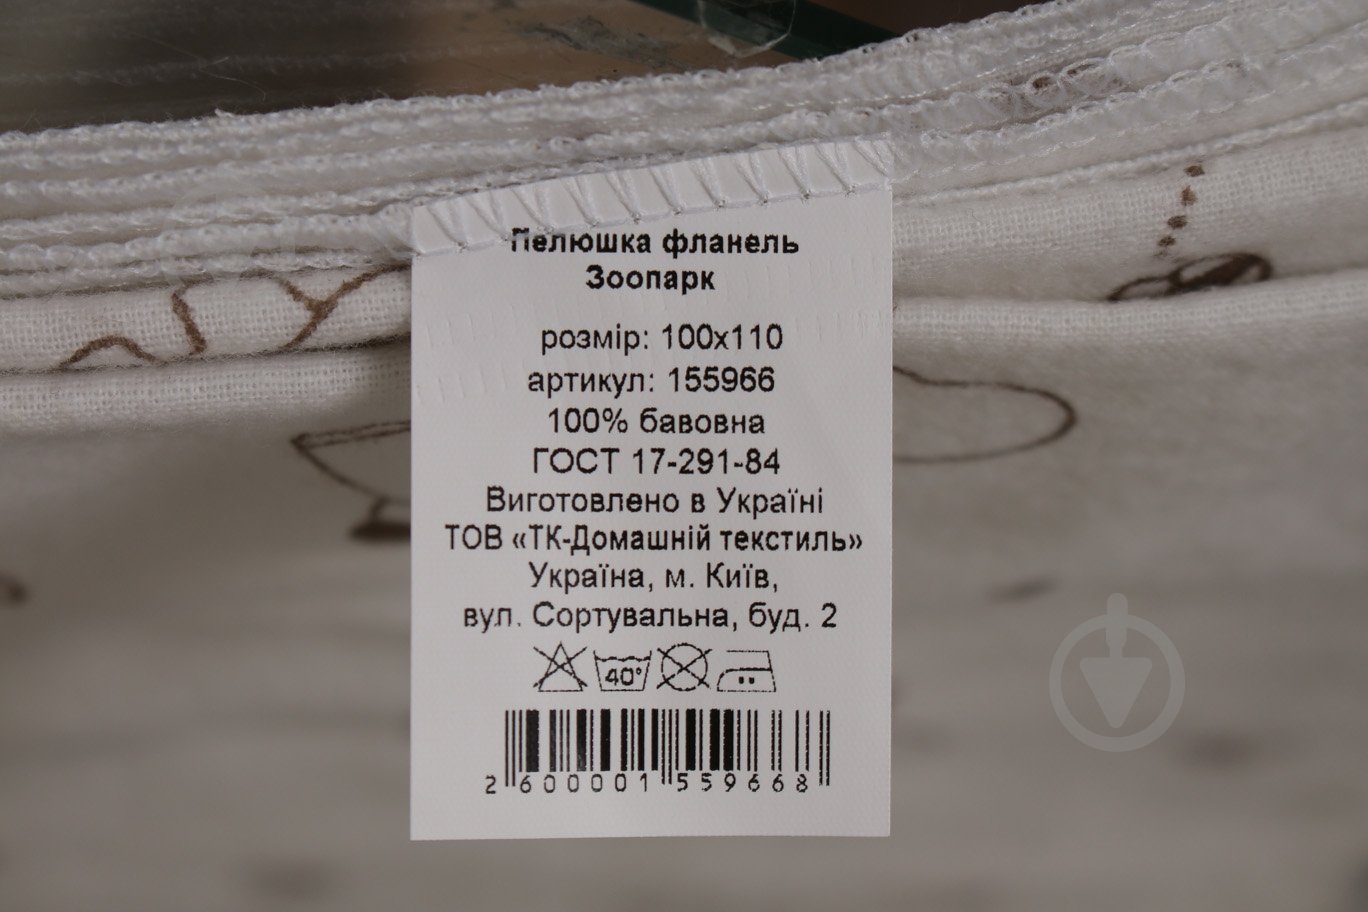 Пелюшка фланель
Зоопарк
розмір: 100х110
артикул: 155966
100% бавовна
ГОСТ 17-291-84
Виготовлено в Україні
ТОВ «ТК-Домашній текстиль»
Україна, м. Київ,
вул. Сортувальна, буд. 2
40°
2 600001 559668